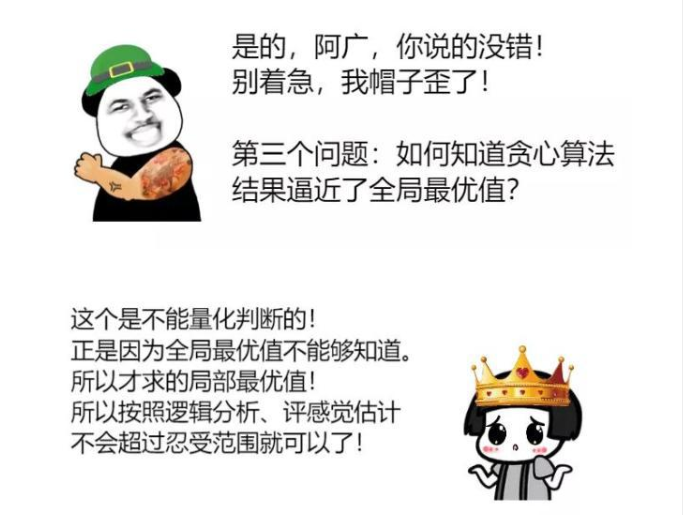 是的，阿广，你说的没错！
别着急，我帽子歪了！
第三个问题：如何知道贪心算法
结果逼近了全局最优值？
这个是不能量化判断的！
正是因为全局最优值不能够知道。
所以才求的局部最优值！
所以按照逻辑分析、评感觉估计
不会超过忍受范围就可以了！